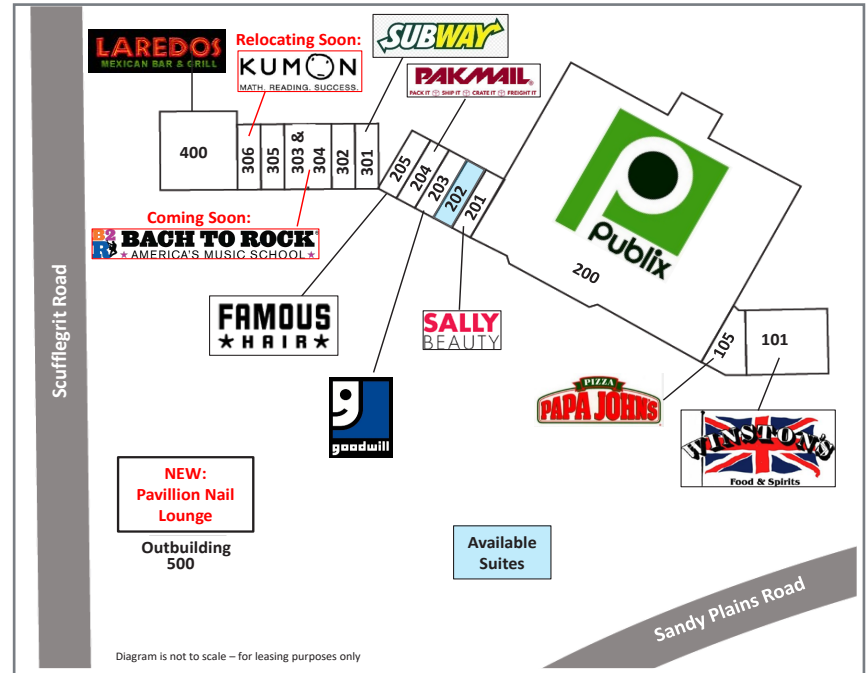 LAREDOS
MEXICAN BAR & GRILL
Relocating Soon:
KUMON
MATH. READING. SUCCESS.
SUBWAY
PAKMAIL®
PACK IT SHIP IT CRATE IT FREIGHT IT
400
306
305
303 &
304
302
301
205
204
203
202
201
Publix
200
Coming Soon:
B2R BACH TO ROCK
AMERICA'S MUSIC SCHOOL
FAMOUS
HAIR
SALLY
BEAUTY
goodwill
105
101
PIZZA
PAPA JOHN'S
WINSTON'S
Food & Spirits
Scufflegrit Road
NEW:
Pavillion Nail
Lounge
Outbuilding
500
Available
Suites
Sandy Plains Road
Diagram is not to scale – for leasing purposes only